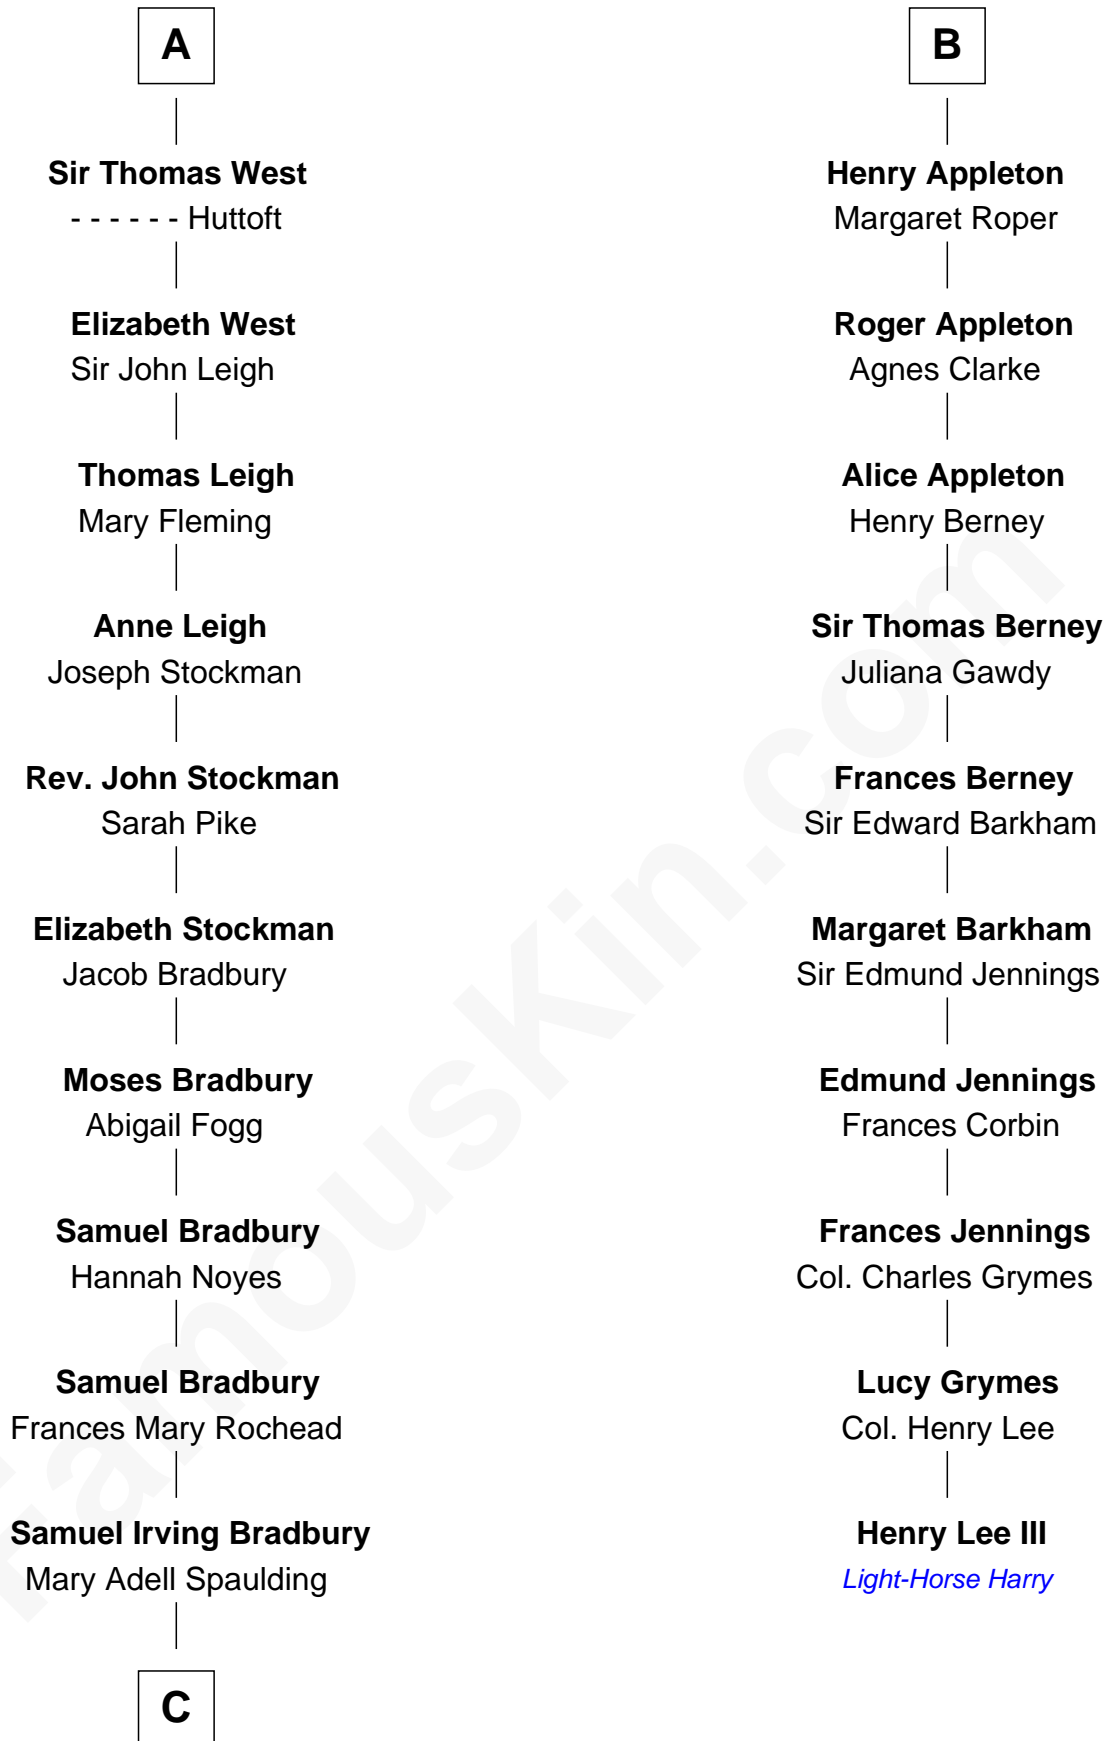 A
Sir Thomas West
- - - - - - Huttoft
Elizabeth West
Sir John Leigh
Thomas Leigh
Mary Fleming
Anne Leigh
Joseph Stockman
Rev. John Stockman
Sarah Pike
Elizabeth Stockman
Jacob Bradbury
Moses Bradbury
Abigail Fogg
Samuel Bradbury
Hannah Noyes
Samuel Bradbury
Frances Mary Rochead
Samuel Irving Bradbury
Mary Adell Spaulding
C
B
Henry Appleton
Margaret Roper
Roger Appleton
Agnes Clarke
Alice Appleton
Henry Berney
Sir Thomas Berney
Juliana Gawdy
Frances Berney
Sir Edward Barkham
Margaret Barkham
Sir Edmund Jennings
Edmund Jennings
Frances Corbin
Frances Jennings
Col. Charles Grymes
Lucy Grymes
Col. Henry Lee
Henry Lee III
Light-Horse Harry
FamousKin.com